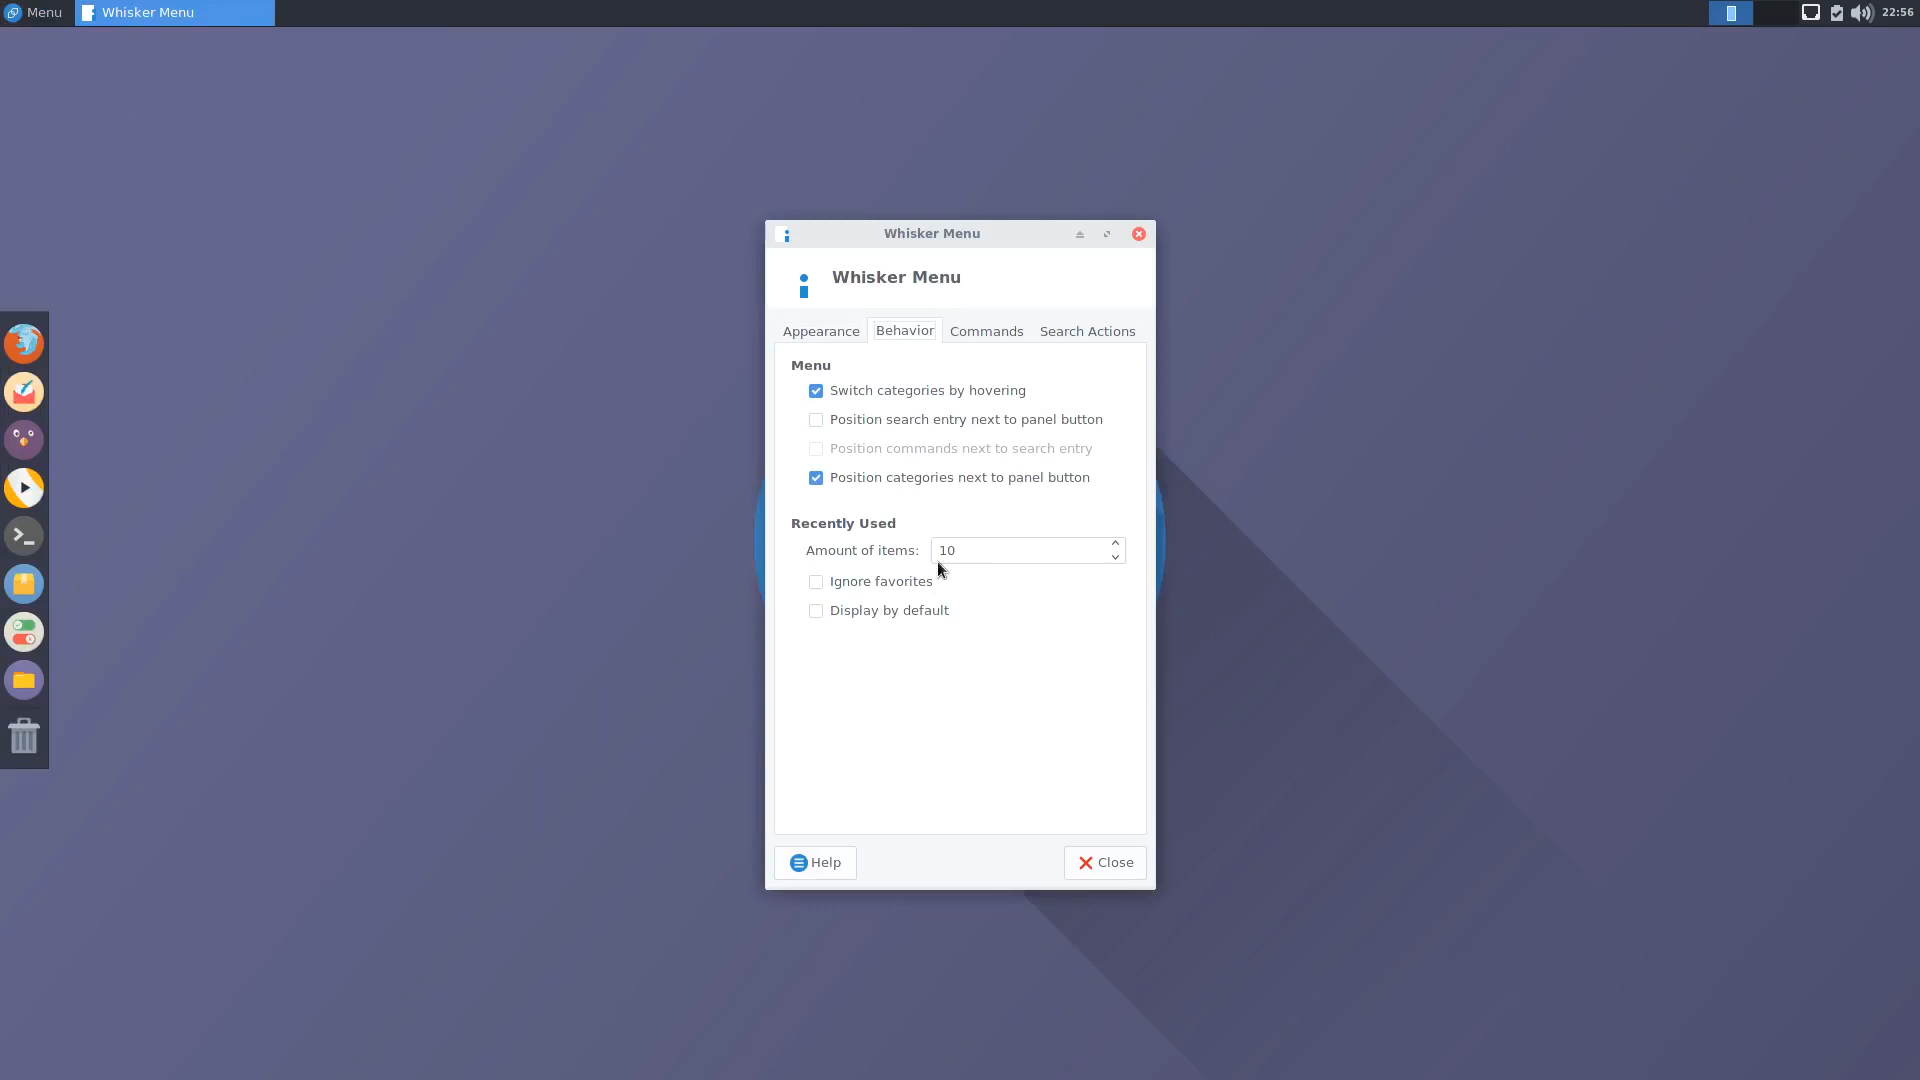 Menu
Whisker Menu
22:56
Whisker Menu
Whisker Menu
Appearance
Behavior
Commands
Search Actions
Menu
Switch categories by hovering
Position search entry next to panel button
Position commands next to search entry
Position categories next to panel button
Recently Used
Amount of items: 10
Ignore favorites
Display by default
Help
Close